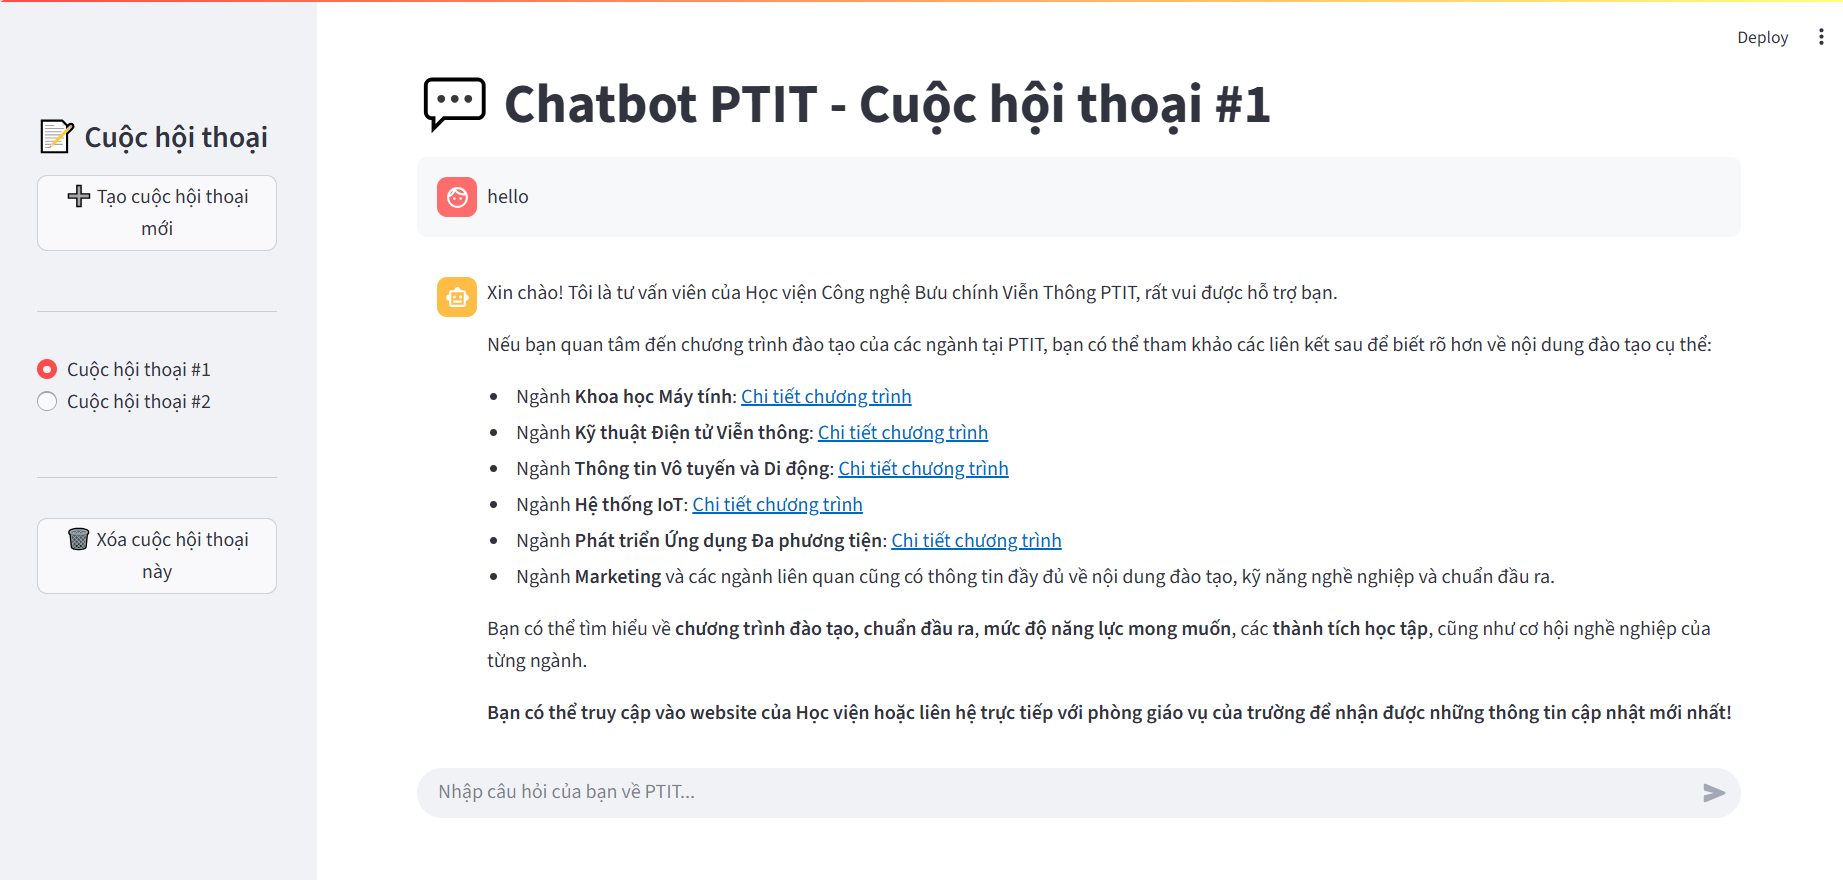 Deploy
📝 Cuộc hội thoại
➕ Tạo cuộc hội thoại
mới
Cuộc hội thoại #1
Cuộc hội thoại #2
🗑️ Xóa cuộc hội thoại
này
💬 Chatbot PTIT - Cuộc hội thoại #1
hello
Xin chào! Tôi là tư vấn viên của Học viện Công nghệ Bưu chính Viễn Thông PTIT, rất vui được hỗ trợ bạn.
Nếu bạn quan tâm đến chương trình đào tạo của các ngành tại PTIT, bạn có thể tham khảo các liên kết sau để biết rõ hơn về nội dung đào tạo cụ thể:
• Ngành Khoa học Máy tính: Chi tiết chương trình
• Ngành Kỹ thuật Điện tử Viễn thông: Chi tiết chương trình
• Ngành Thông tin Vô tuyến và Di động: Chi tiết chương trình
• Ngành Hệ thống IoT: Chi tiết chương trình
• Ngành Phát triển Ứng dụng Đa phương tiện: Chi tiết chương trình
• Ngành Marketing và các ngành liên quan cũng có thông tin đầy đủ về nội dung đào tạo, kỹ năng nghề nghiệp và chuẩn đầu ra.
Bạn có thể tìm hiểu về chương trình đào tạo, chuẩn đầu ra, mức độ năng lực mong muốn, các thành tích học tập, cũng như cơ hội nghề nghiệp của
từng ngành.
Bạn có thể truy cập vào website của Học viện hoặc liên hệ trực tiếp với phòng giáo vụ của trường để nhận được những thông tin cập nhật mới nhất!
Nhập câu hỏi của bạn về PTIT...